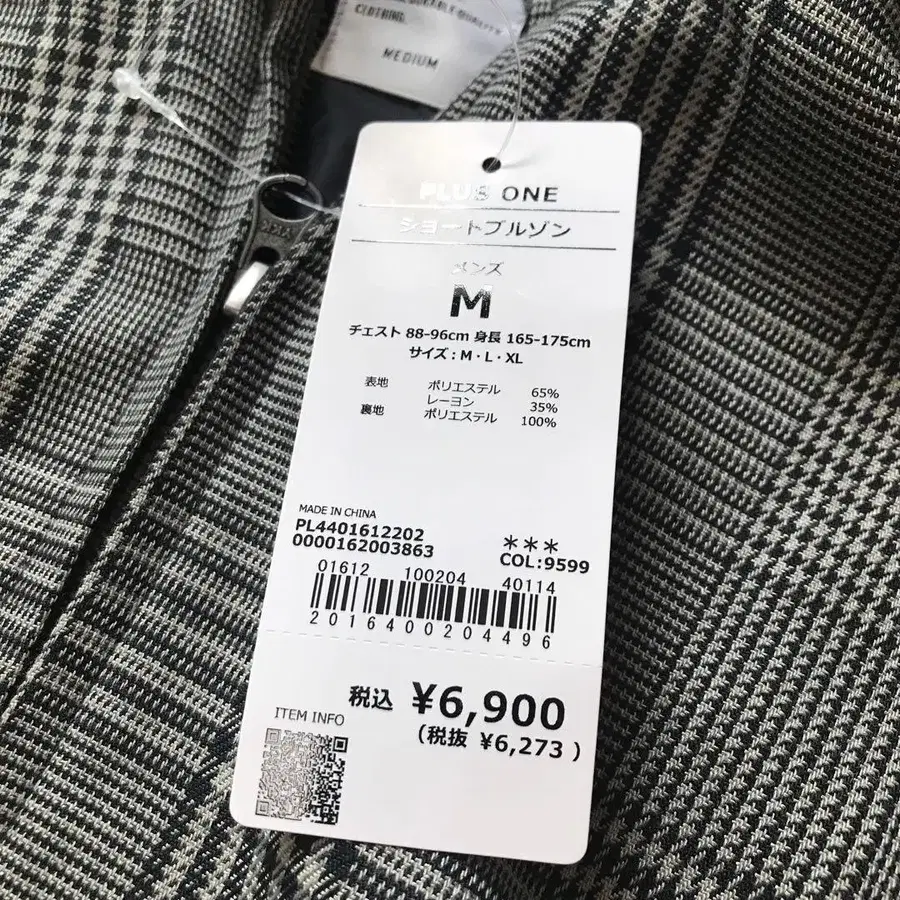 CLOTHING.
MEDIUM
PLUS ONE
ショートブルゾン
メンズ
M
チェスト 88-96cm 身長 165-175cm
サイズ：M・L・XL
表地 ポリエステル 65%
レーヨン 35%
裏地 ポリエステル 100%
MADE IN CHINA
PL4401612202
0000162003863
***
COL:9599
01612 100204 40114
2016400204496
税込 ¥6,900
(税抜 ¥6,273 )
ITEM INFO